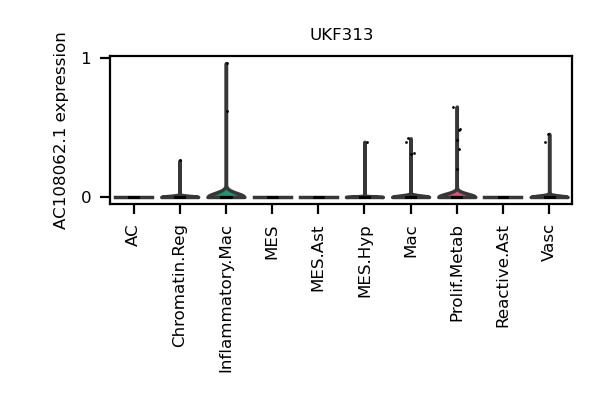 UKF313
AC108062.1 expression
1
0
AC
Chromatin.Reg
Inflammatory.Mac
MES
MES.Ast
MES.Hyp
Mac
Prolif.Metab
Reactive.Ast
Vasc